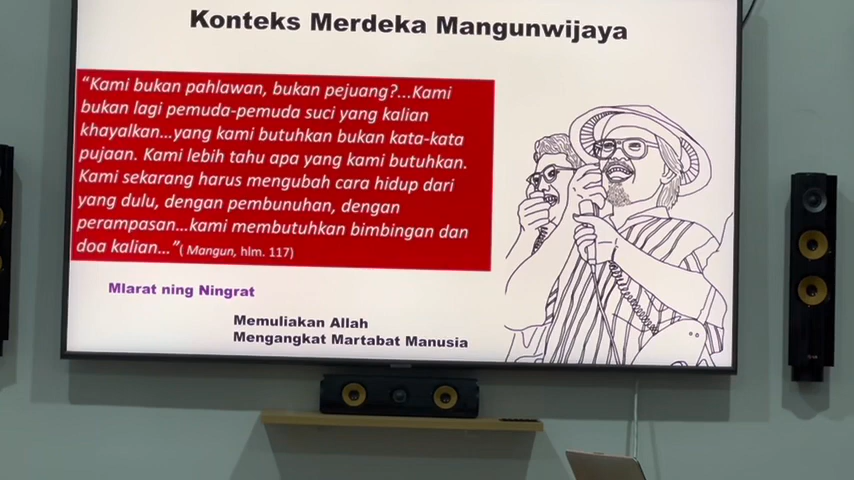 Konteks Merdeka Mangunwijaya
“Kami bukan pahlawan, bukan pejuang?...Kami
bukan lagi pemuda-pemuda suci yang kalian
khayalkan...yang kami butuhkan bukan kata-kata
pujaan. Kami lebih tahu apa yang kami butuhkan.
Kami sekarang harus mengubah cara hidup dari
yang dulu, dengan pembunuhan, dengan
perampasan...kami membutuhkan bimbingan dan
doa kalian...”( Mangun, hlm. 117)
Mlarat ning Ningrat
Memuliakan Allah
Mengangkat Martabat Manusia